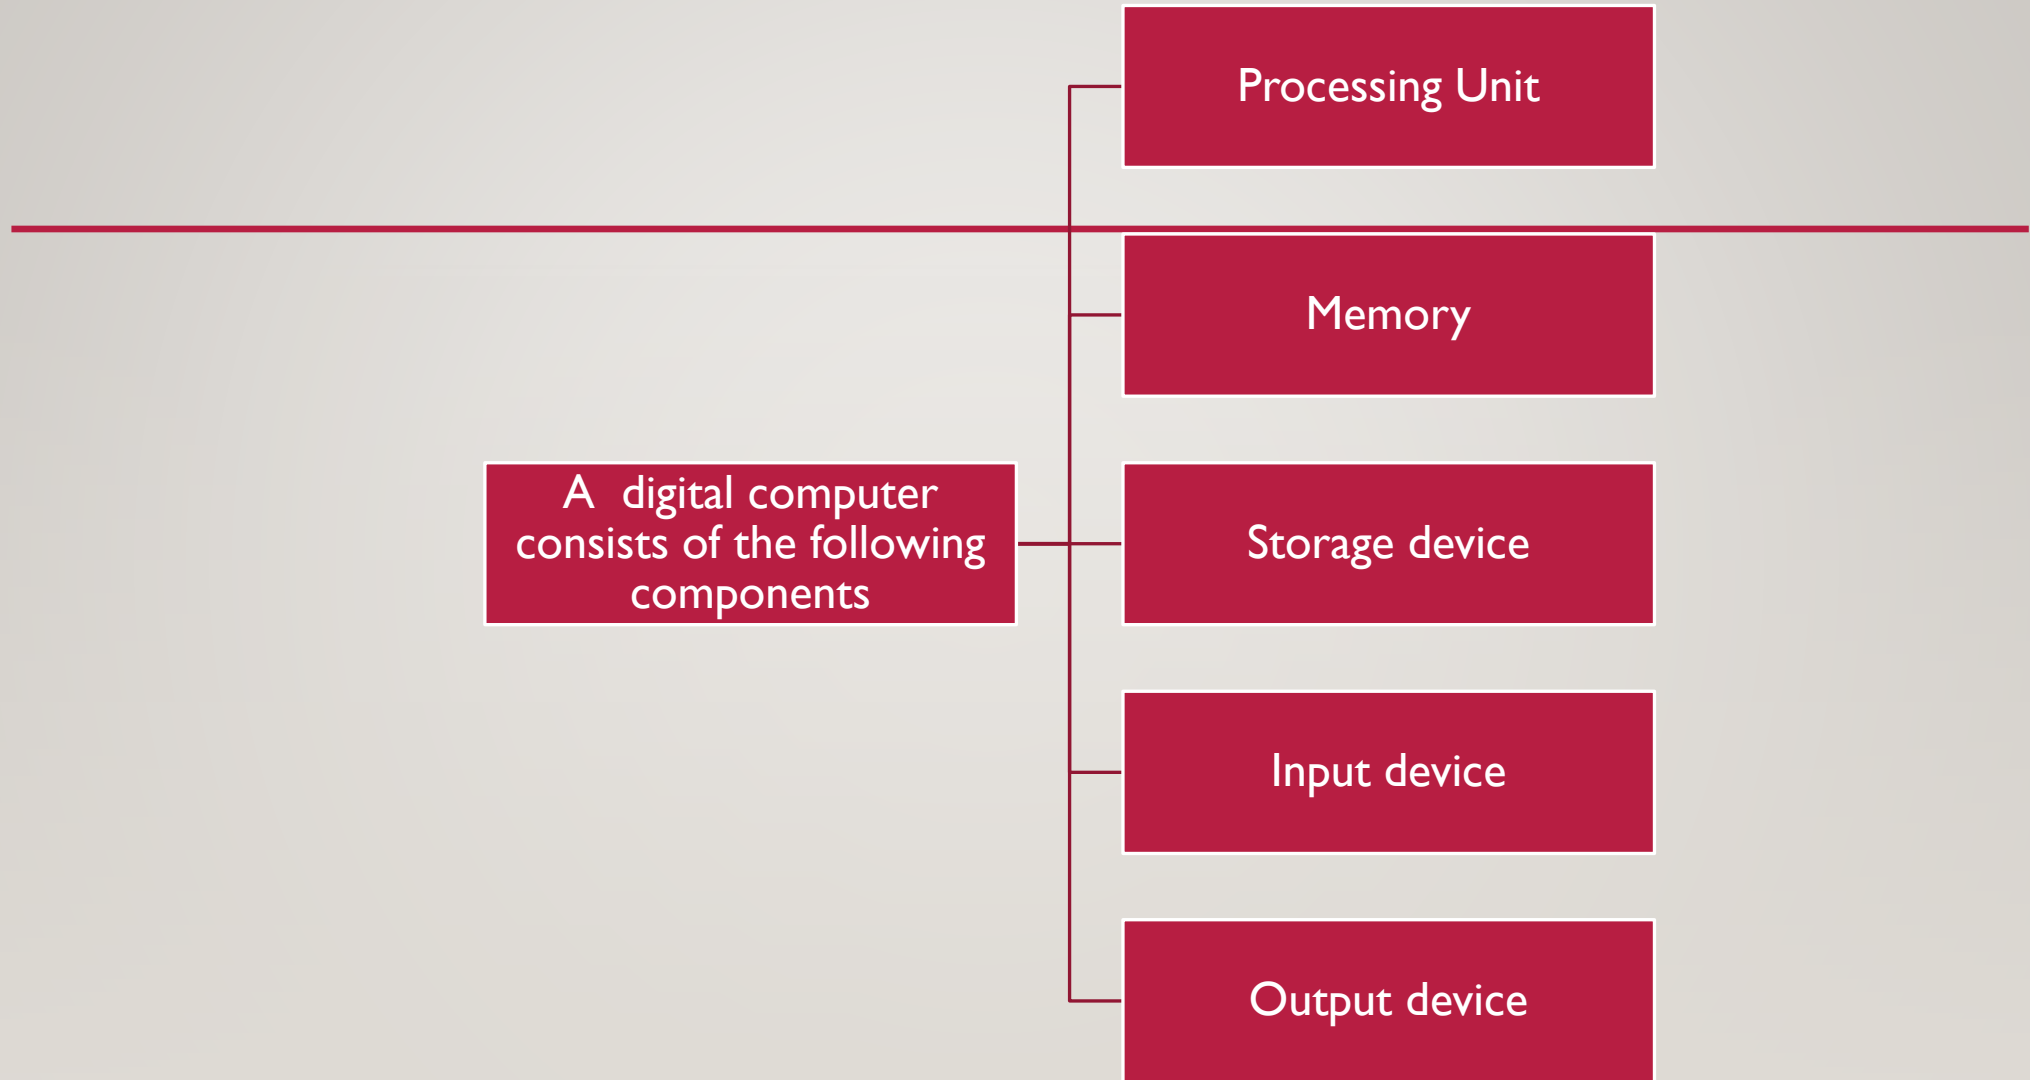 Processing Unit
Memory
A digital computer
consists of the following
components
Storage device
Input device
Output device